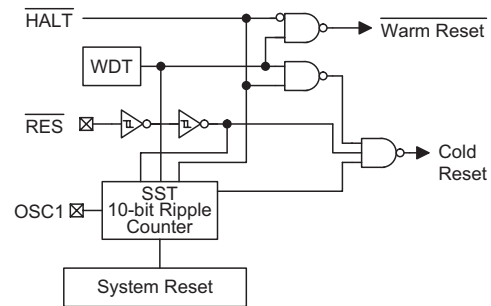 HALT
Warm Reset
WDT
RES
Cold
Reset
SST
10-bit Ripple
Counter
OSC1
System Reset